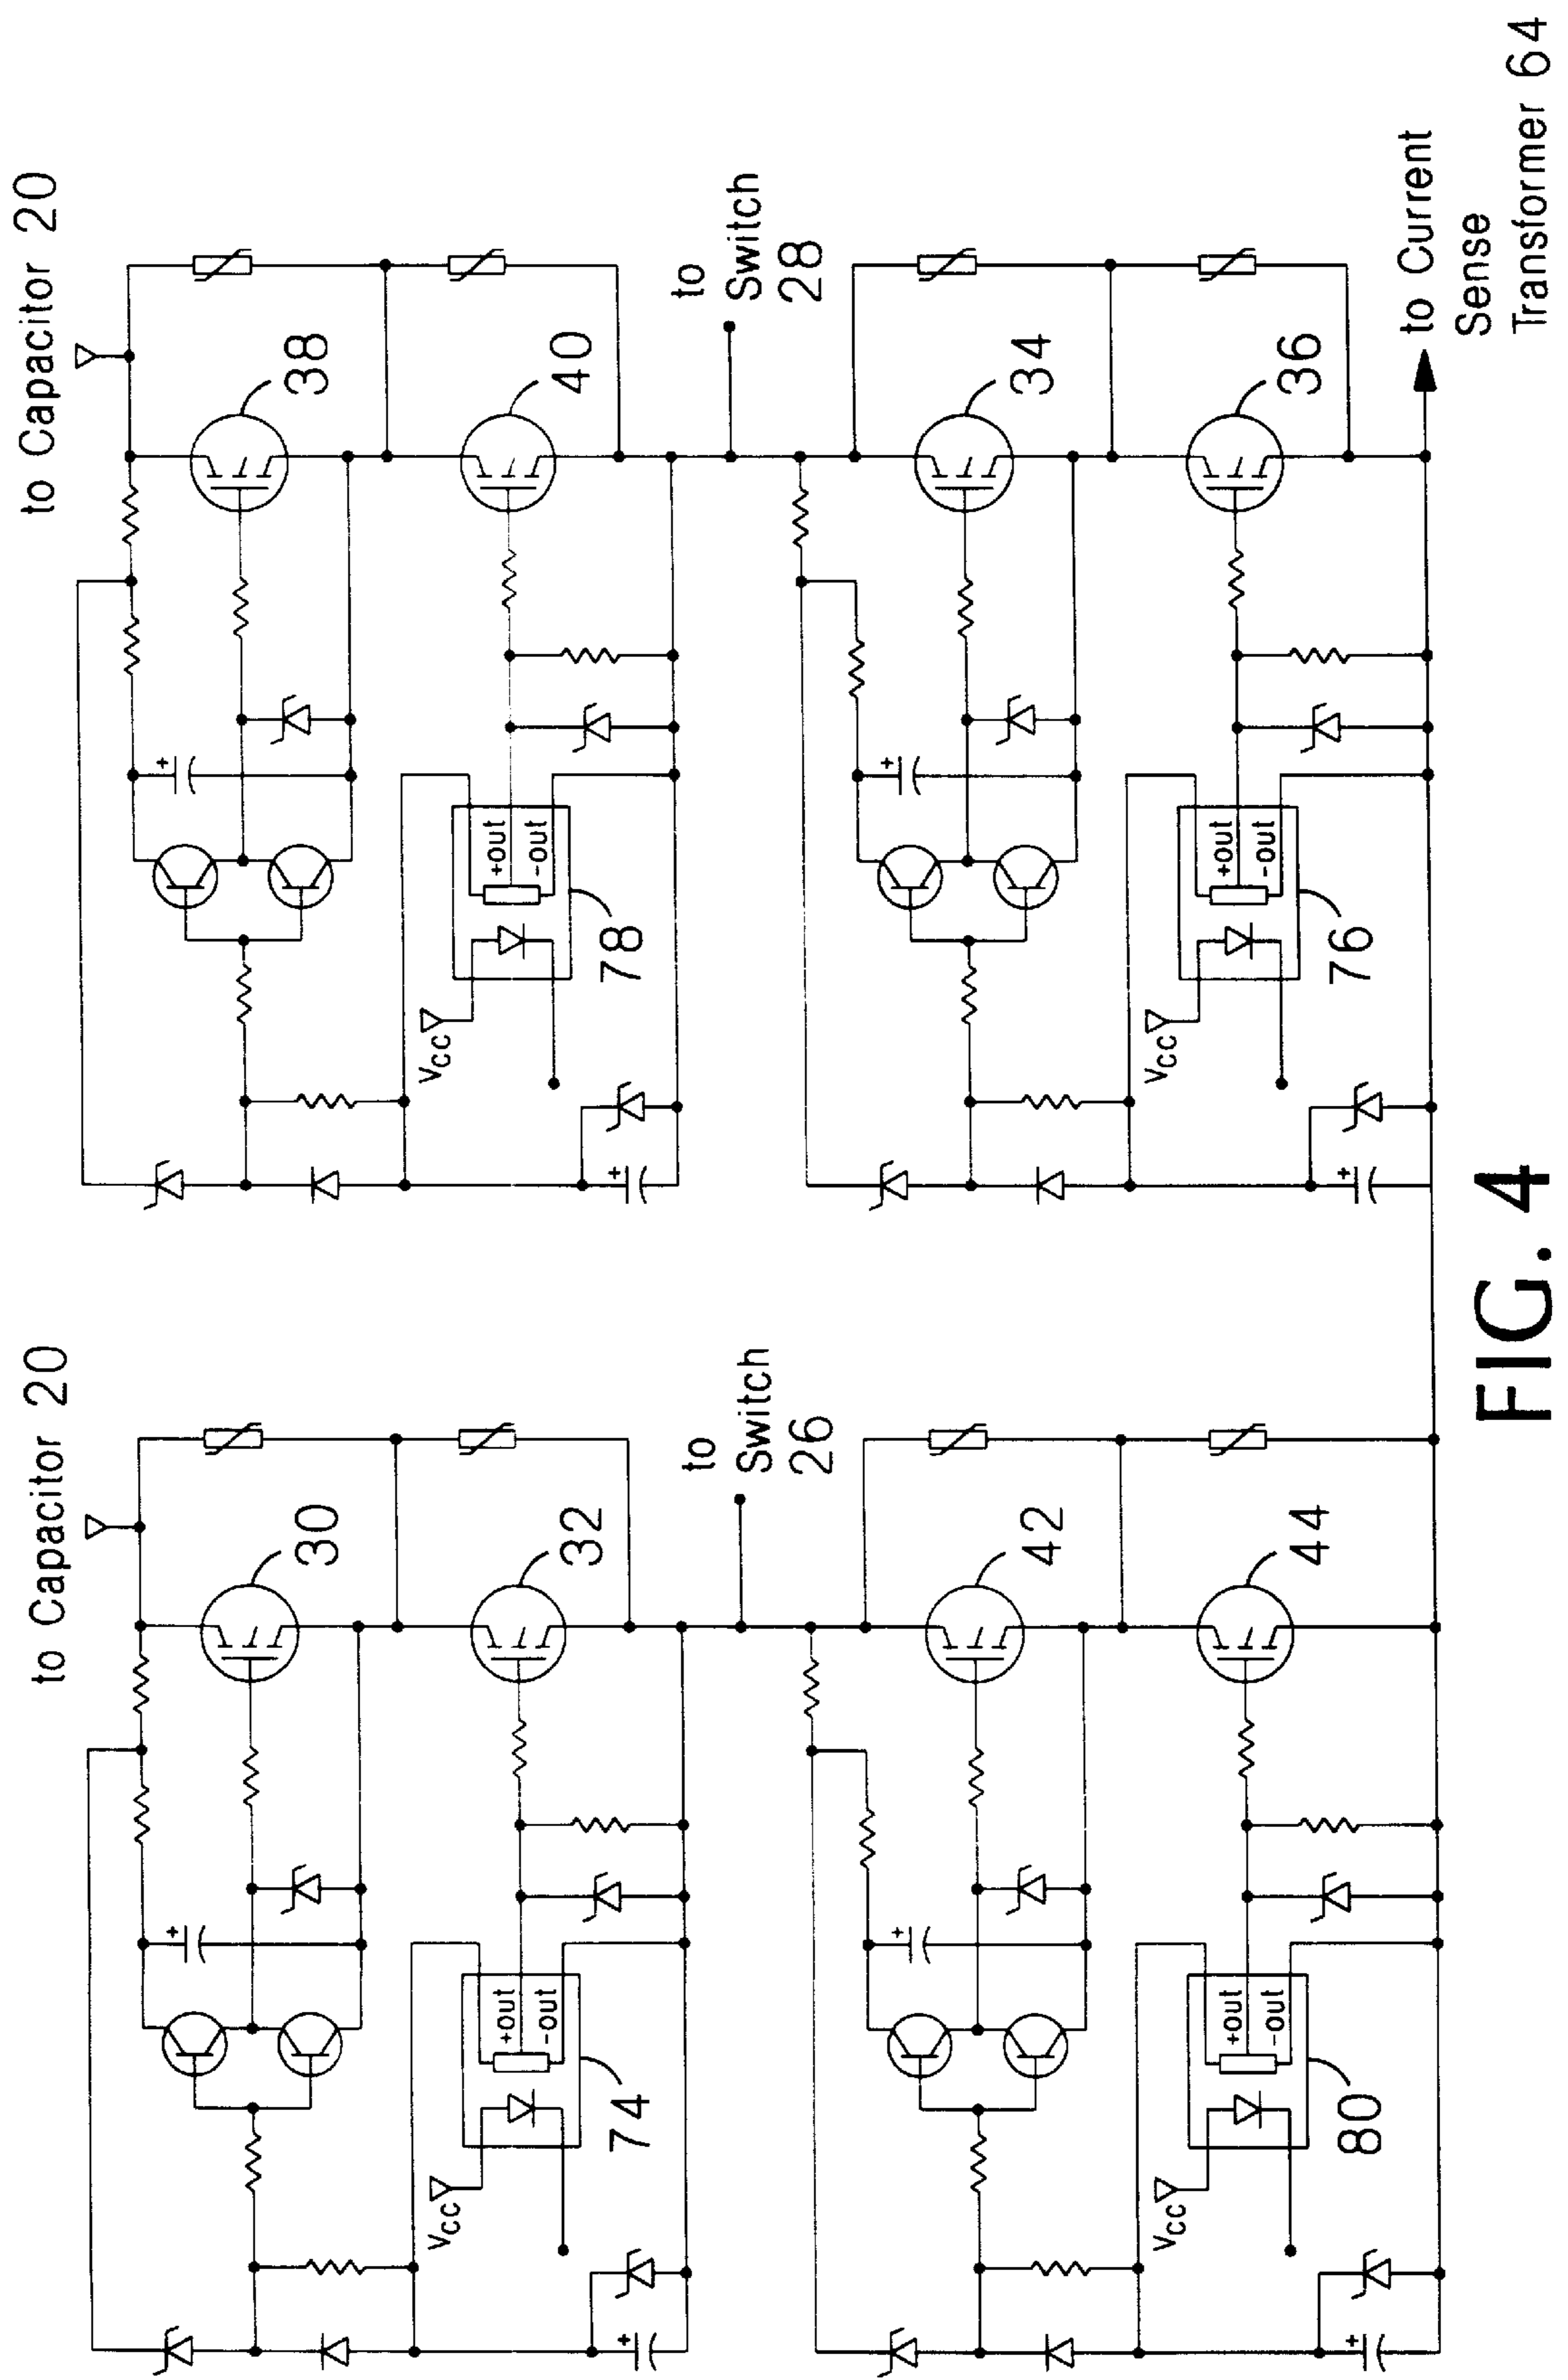 to Capacitor 20
38
40
+out
-out
78
Vcc
to
Switch
28
34
36
+out
-out
76
Vcc
to Current
Sense
Transformer 64
to Capacitor 20
30
32
+out
-out
74
Vcc
to
Switch
26
42
44
+out
-out
80
Vcc
+
+
+
+
+
+
+
+
FIG. 4